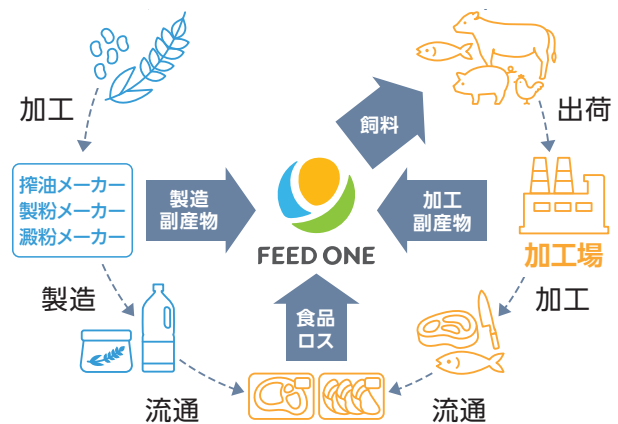 加工
出荷
飼料
搾油メーカー
製粉メーカー
澱粉メーカー
製造
副産物
加工
副産物
FEED ONE
加工場
製造
食品
ロス
加工
流通
流通